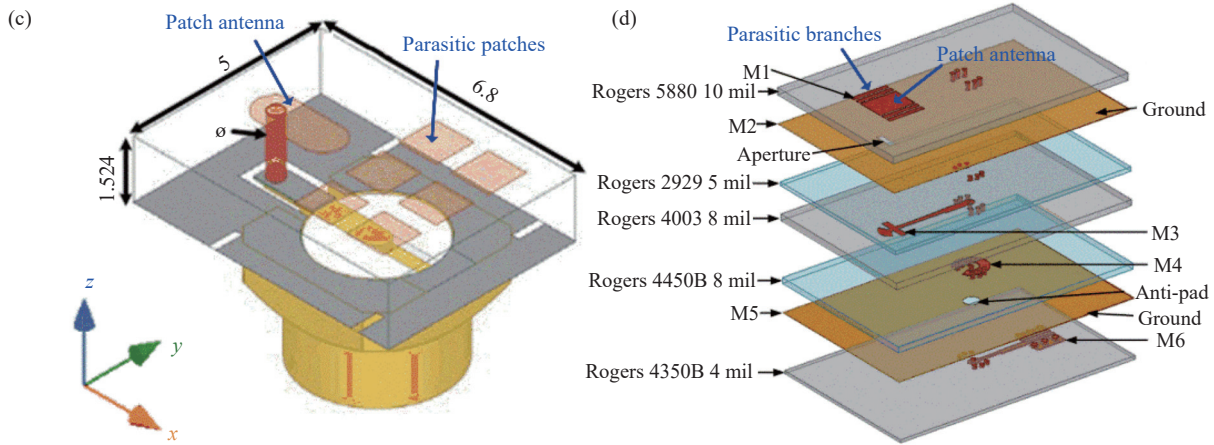 (c)
Patch antenna
Parasitic patches
5
6.8
ø
1.524
z
y
x
(d)
Parasitic branches
Patch antenna
M1
Rogers 5880 10 mil
Ground
M2
Aperture
Rogers 2929 5 mil
Rogers 4003 8 mil
M3
M4
Rogers 4450B 8 mil
Anti-pad
M5
Ground
M6
Rogers 4350B 4 mil